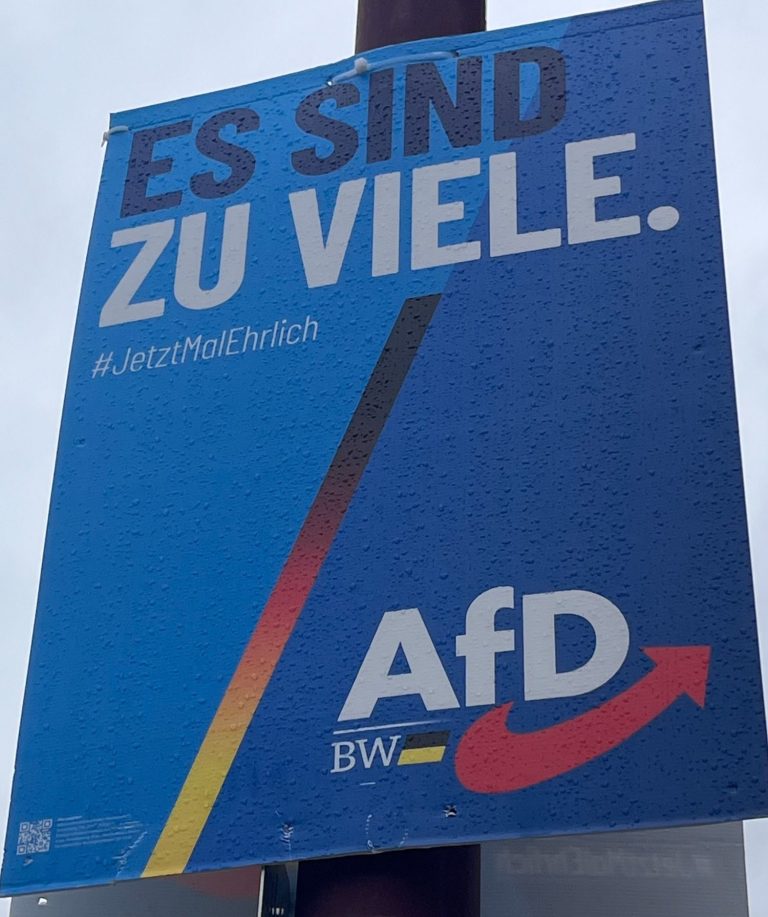 ES SIND
ZU VIELE.
#JetztMalEhrlich
AfD
BW